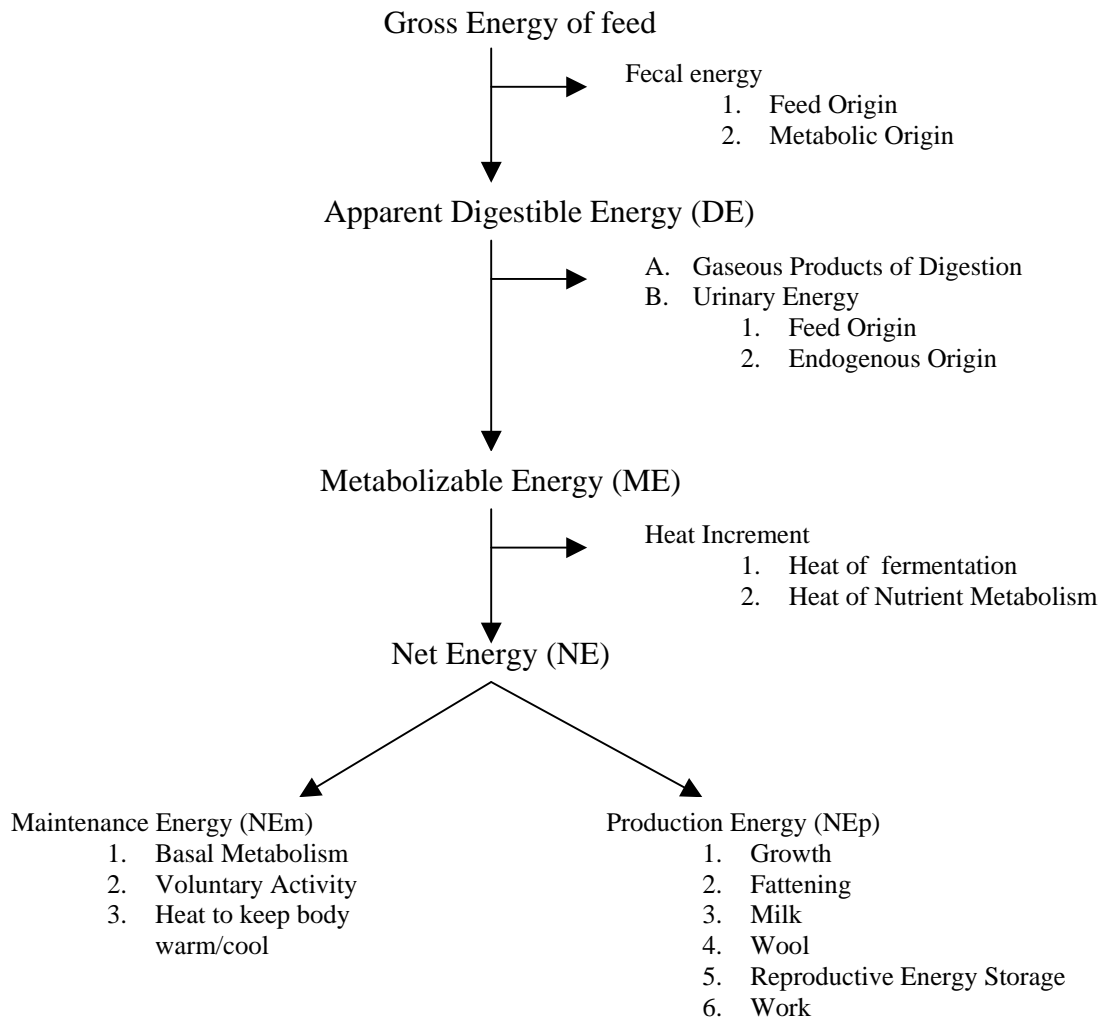 Gross Energy of feed
Fecal energy
1. Feed Origin
2. Metabolic Origin
Apparent Digestible Energy (DE)
A. Gaseous Products of Digestion
B. Urinary Energy
1. Feed Origin
2. Endogenous Origin
Metabolizable Energy (ME)
Heat Increment
1. Heat of fermentation
2. Heat of Nutrient Metabolism
Net Energy (NE)
Maintenance Energy (NEm)
1. Basal Metabolism
2. Voluntary Activity
3. Heat to keep body
warm/cool
Production Energy (NEp)
1. Growth
2. Fattening
3. Milk
4. Wool
5. Reproductive Energy Storage
6. Work